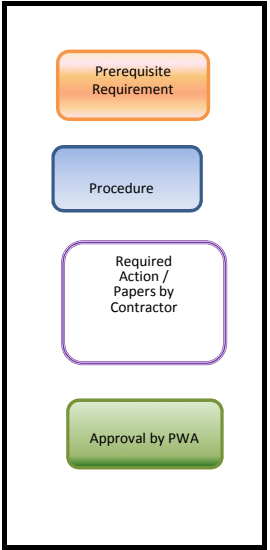 Prerequisite
Requirement
Procedure
Required
Action /
Papers by
Contractor
Approval by PWA